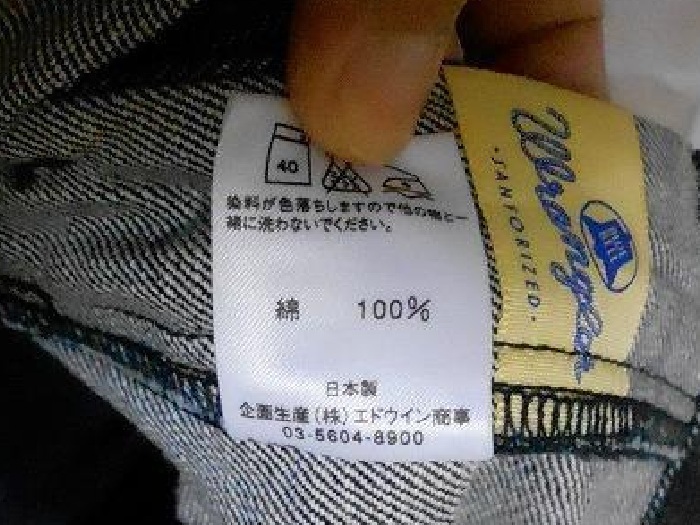 40
染料が色落ちしますので他の物と一
緒に洗わないでください。
綿 100%
日本製
企画生産(株)エドウイン商事
03-5604-8900
Wrangler
·SANFORIZED·